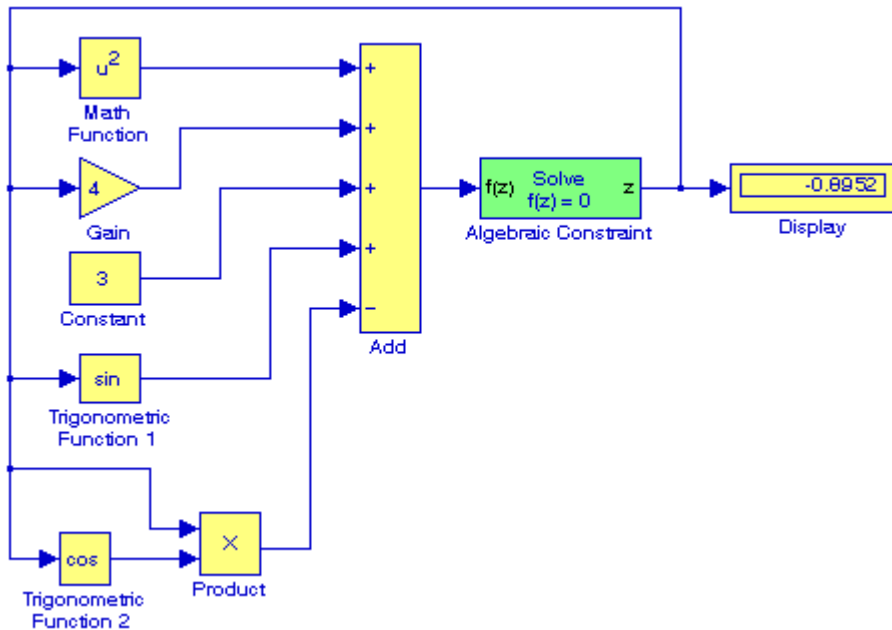 u2
Math
Function
4
Gain
3
Constant
sin
Trigonometric
Function 1
cos
Trigonometric
Function 2
×
Product
+
+
+
+
−
Add
f(z)
Solve
f(z) = 0
z
Algebraic Constraint
-0.8952
Display